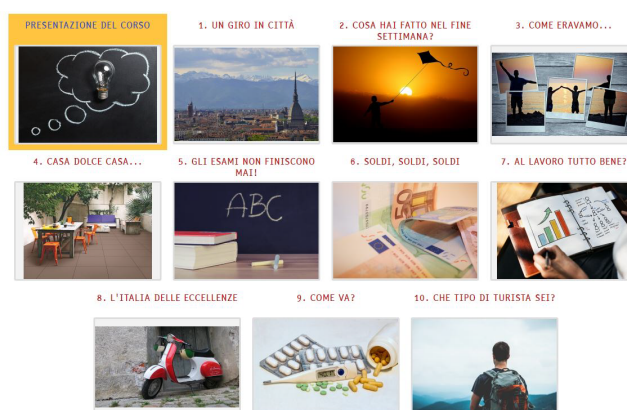 PRESENTAZIONE DEL CORSO
1. UN GIRO IN CITTÀ
2. COSA HAI FATTO NEL FINE
SETTIMANA?
3. COME ERAVAMO...
4. CASA DOLCE CASA...
5. GLI ESAMI NON FINISCONO
MAI!
ABC
6. SOLDI, SOLDI, SOLDI
50
7. AL LAVORO TUTTO BENE?
8. L'ITALIA DELLE ECCELLENZE
9. COME VA?
10. CHE TIPO DI TURISTA SEI?